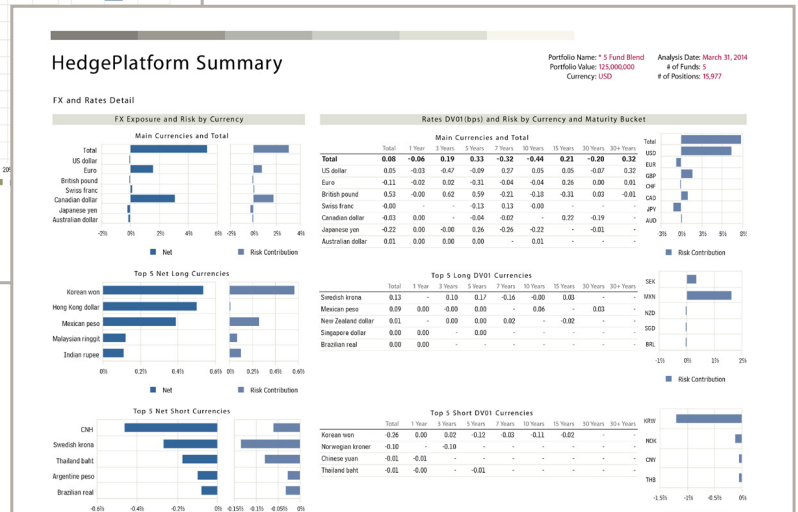 HedgePlatform Summary
Portfolio Name: * 5 Fund Blend
Portfolio Value: 125,000,000
Currency: USD
Analysis Date: March 31, 2014
# of Funds: 5
# of Positions: 15,977
FX and Rates Detail
FX Exposure and Risk by Currency
Main Currencies and Total
Total
US dollar
Euro
British pound
Swiss franc
Canadian dollar
Japanese yen
Australian dollar
-2% 0% 2% 4% 6% -2% 0% 2% 4%
Net Risk Contribution
Top 5 Net Long Currencies
Korean won
Hong Kong dollar
Mexican peso
Malaysian ringgit
Indian rupee
0% 0.2% 0.4% 0.6% 0% 0.2% 0.4% 0.6%
Net Risk Contribution
Top 5 Net Short Currencies
CNH
Swedish krona
Thailand baht
Argentine peso
Brazilian real
-0.6% -0.4% -0.2% 0% -0.15% -0.15% -0.1% 0%
Rates DV01(bps) and Risk by Currency and Maturity Bucket
Main Currencies and Total
Total 1 Year 3 Years 5 Years 7 Years 10 Years 15 Years 30 Years 30+ Years
Total 0.08 -0.06 0.19 0.33 -0.32 -0.44 0.21 -0.20 0.32
US dollar 0.05 -0.03 -0.47 -0.09 0.27 0.05 0.05 -0.07 0.32
Euro -0.11 -0.02 0.02 -0.31 -0.04 -0.04 0.26 0.00 0.01
British pound 0.53 -0.00 0.62 0.59 -0.21 -0.18 -0.31 0.03 -0.01
Swiss franc -0.00 - - -0.13 0.13 -0.00 - - -
Canadian dollar -0.03 0.00 - -0.04 -0.02 - 0.22 -0.19 -
Japanese yen -0.22 0.00 -0.00 0.26 -0.26 -0.22 - -0.01 -
Australian dollar 0.01 0.00 0.00 0.00 - 0.01 - - -
Total
USD
EUR
GBP
CHF
CAD
JPY
AUD
-3% 0% 3% 5% 8%
Risk Contribution
Top 5 Long DV01 Currencies
Total 1 Year 3 Years 5 Years 7 Years 10 Years 15 Years 30 Years 30+ Years
Swedish krona 0.13 - 0.10 0.17 -0.16 -0.00 0.03 - -
Mexican peso 0.09 0.00 -0.00 0.00 - 0.06 - 0.03 -
New Zealand dollar 0.01 - 0.00 0.00 0.02 - -0.02 - -
Singapore dollar 0.00 0.00 - 0.00 - - - - -
Brazilian real 0.00 0.00 - - - - - - -
SEK
MXN
NZD
SGD
BRL
-1% 0% 1% 2%
Risk Contribution
Top 5 Short DV01 Currencies
Total 1 Year 3 Years 5 Years 7 Years 10 Years 15 Years 30 Years 30+ Years
Korean won -0.26 0.00 0.02 -0.12 -0.03 -0.11 -0.02 - -
Norwegian kroner -0.10 - -0.10 - - - - - -
Chinese yuan -0.01 -0.01 - - - - - - -
Thailand baht -0.01 -0.00 - -0.01 - - - - -
KRW
NOK
CNY
THB
-1.5% -1% -0.5% 0%